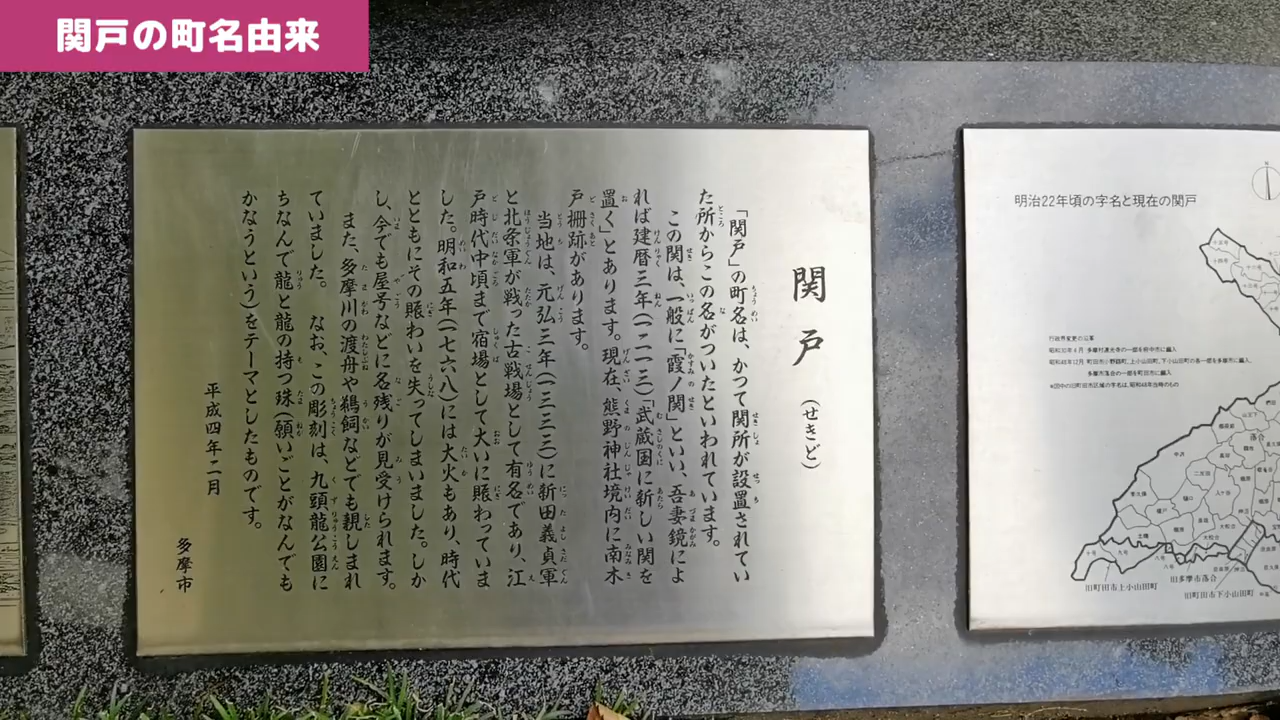 関戸の町名由来
関戸
(せきど)
「関戸」の町名は、かつて関所が設置されてい
た所からこの名がついたといわれています。
この関は、一般に「霞ノ関」といい、吾妻鏡によ
れば建暦三年(一二一三)「武蔵国に新しい関を
置く」とあります。現在、熊野神社境内に南木
戸柵跡があります。
当地は、元弘三年(一三三三)に新田義貞軍
と北条軍が戦った古戦場として有名であり、江
戸時代中頃まで宿場として大いに賑わっていま
した。明和五年(一七六八)には大火もあり、時代
とともにその賑わいを失ってしまいました。しか
し、今でも屋号などに名残りが見受けられます。
また、多摩川の渡舟や鵜飼などでも親しまれ
ていました。 なお、この彫刻は、九頭龍公園に
ちなんで龍と龍の持つ珠(願いごとがなんでも
かなうという)をテーマとしたものです。
平成四年二月
多摩市
明治22年頃の字名と現在の関戸
N
行政界変更の沿革
旧町田市上小山田町
旧多摩市落合
旧町田市下小山田町